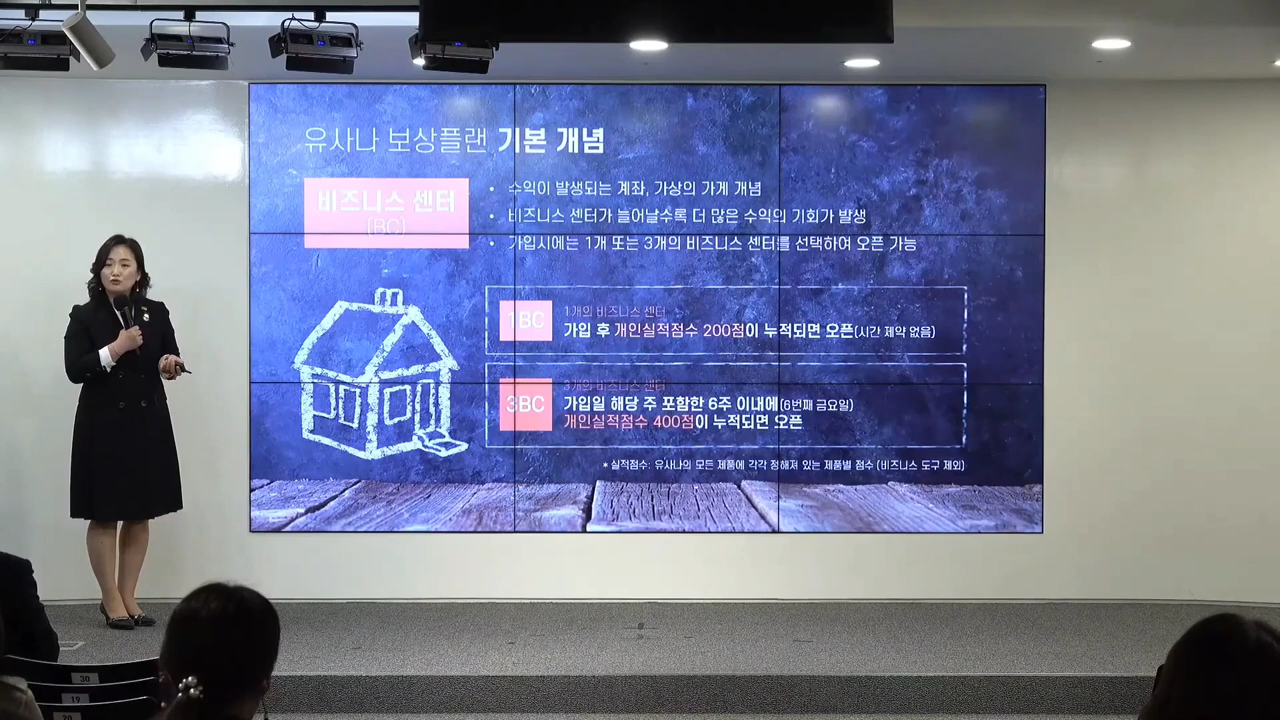 유사나 보상플랜 기본 개념
비즈니스 센터
(BC)
• 수익이 발생되는 계좌, 가상의 가게 개념
• 비즈니스 센터가 늘어날수록 더 많은 수익의 기회가 발생
• 가입시에는 1개 또는 3개의 비즈니스 센터를 선택하여 오픈 가능
1BC
1개의 비즈니스 센터
가입 후 개인실적점수 200점이 누적되면 오픈(시간 제약 없음)
3BC
3개의 비즈니스 센터
가입일 해당 주 포함한 6주 이내에(6번째 금요일)
개인실적점수 400점이 누적되면 오픈
* 실적점수: 유사나의 모든 제품에 각각 정해져 있는 제품별 점수 (비즈니스 도구 제외)
30
19
20